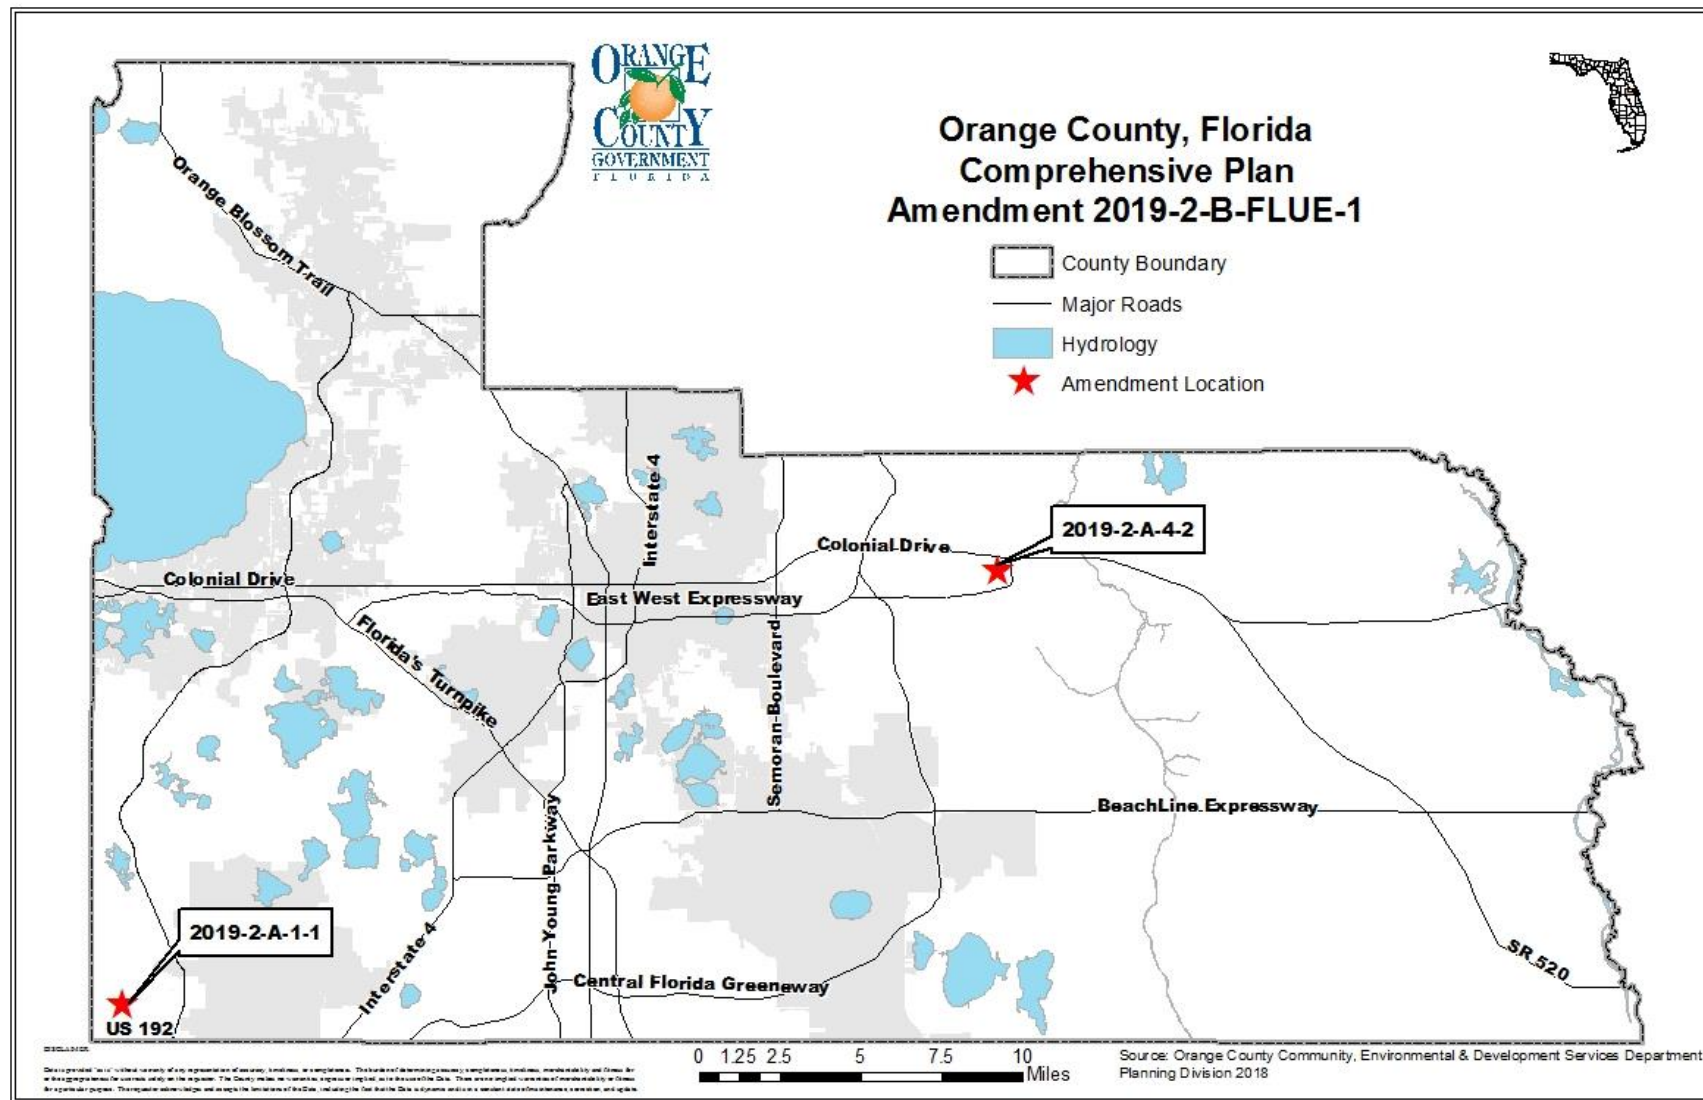 ORANGE
COUNTY
GOVERNMENT
FLORIDA
Orange County, Florida
Comprehensive Plan
Amendment 2019-2-B-FLUE-1
County Boundary
Major Roads
Hydrology
Amendment Location
Orange Blossom Trail
Interstate 4
2019-2-A-4-2
Colonial Drive
Colonial Drive
East West Expressway
Florida's Turnpike
Semoran Boulevard
John Young Parkway
BeachLine Expressway
2019-2-A-1-1
Interstate 4
Central Florida Greeneway
SR 520
US 192
DISCLAIMER:
0 1.25 2.5 5 7.5 10
Miles
Source: Orange County Community, Environmental & Development Services Department
Planning Division 2018